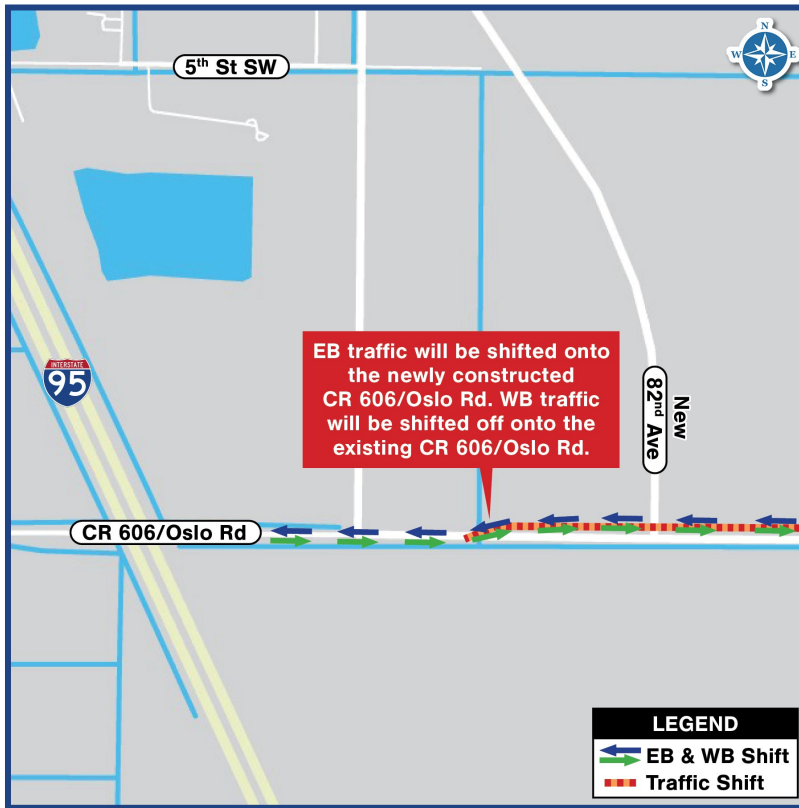 N
W E
S
5th St SW
INTERSTATE
95
EB traffic will be shifted onto
the newly constructed
CR 606/Oslo Rd. WB traffic
will be shifted off onto the
existing CR 606/Oslo Rd.
New
82nd Ave
CR 606/Oslo Rd
LEGEND
EB & WB Shift
Traffic Shift